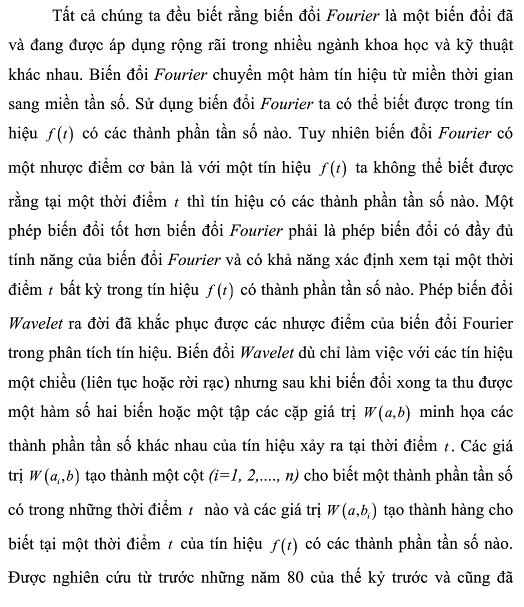 Tất cả chúng ta đều biết rằng biến đổi Fourier là một biến đổi đã
và đang được áp dụng rộng rãi trong nhiều ngành khoa học và kỹ thuật
khác nhau. Biến đổi Fourier chuyển một hàm tín hiệu từ miền thời gian
sang miền tần số. Sử dụng biến đổi Fourier ta có thể biết được trong tín
hiệu f(t) có các thành phần tần số nào. Tuy nhiên biến đổi Fourier có
một nhược điểm cơ bản là với một tín hiệu f(t) ta không thể biết được
rằng tại một thời điểm t thì tín hiệu có các thành phần tần số nào. Một
phép biến đổi tốt hơn biến đổi Fourier phải là phép biến đổi có đầy đủ
tính năng của biến đổi Fourier và có khả năng xác định xem tại một thời
điểm t bất kỳ trong tín hiệu f(t) có thành phần tần số nào. Phép biến đổi
Wavelet ra đời đã khắc phục được các nhược điểm của biến đổi Fourier
trong phân tích tín hiệu. Biến đổi Wavelet dù chỉ làm việc với các tín hiệu
một chiều (liên tục hoặc rời rạc) nhưng sau khi biến đổi xong ta thu được
một hàm số hai biến hoặc một tập các cặp giá trị W(a,b) minh họa các
thành phần tần số khác nhau của tín hiệu xảy ra tại thời điểm t. Các giá
trị W(aᵢ,b) tạo thành một cột (i=1, 2,...., n) cho biết một thành phần tần số
có trong những thời điểm t nào và các giá trị W(a,bᵢ) tạo thành hàng cho
biết tại một thời điểm t của tín hiệu f(t) có các thành phần tần số nào.
Được nghiên cứu từ trước những năm 80 của thế kỷ trước và cũng đã